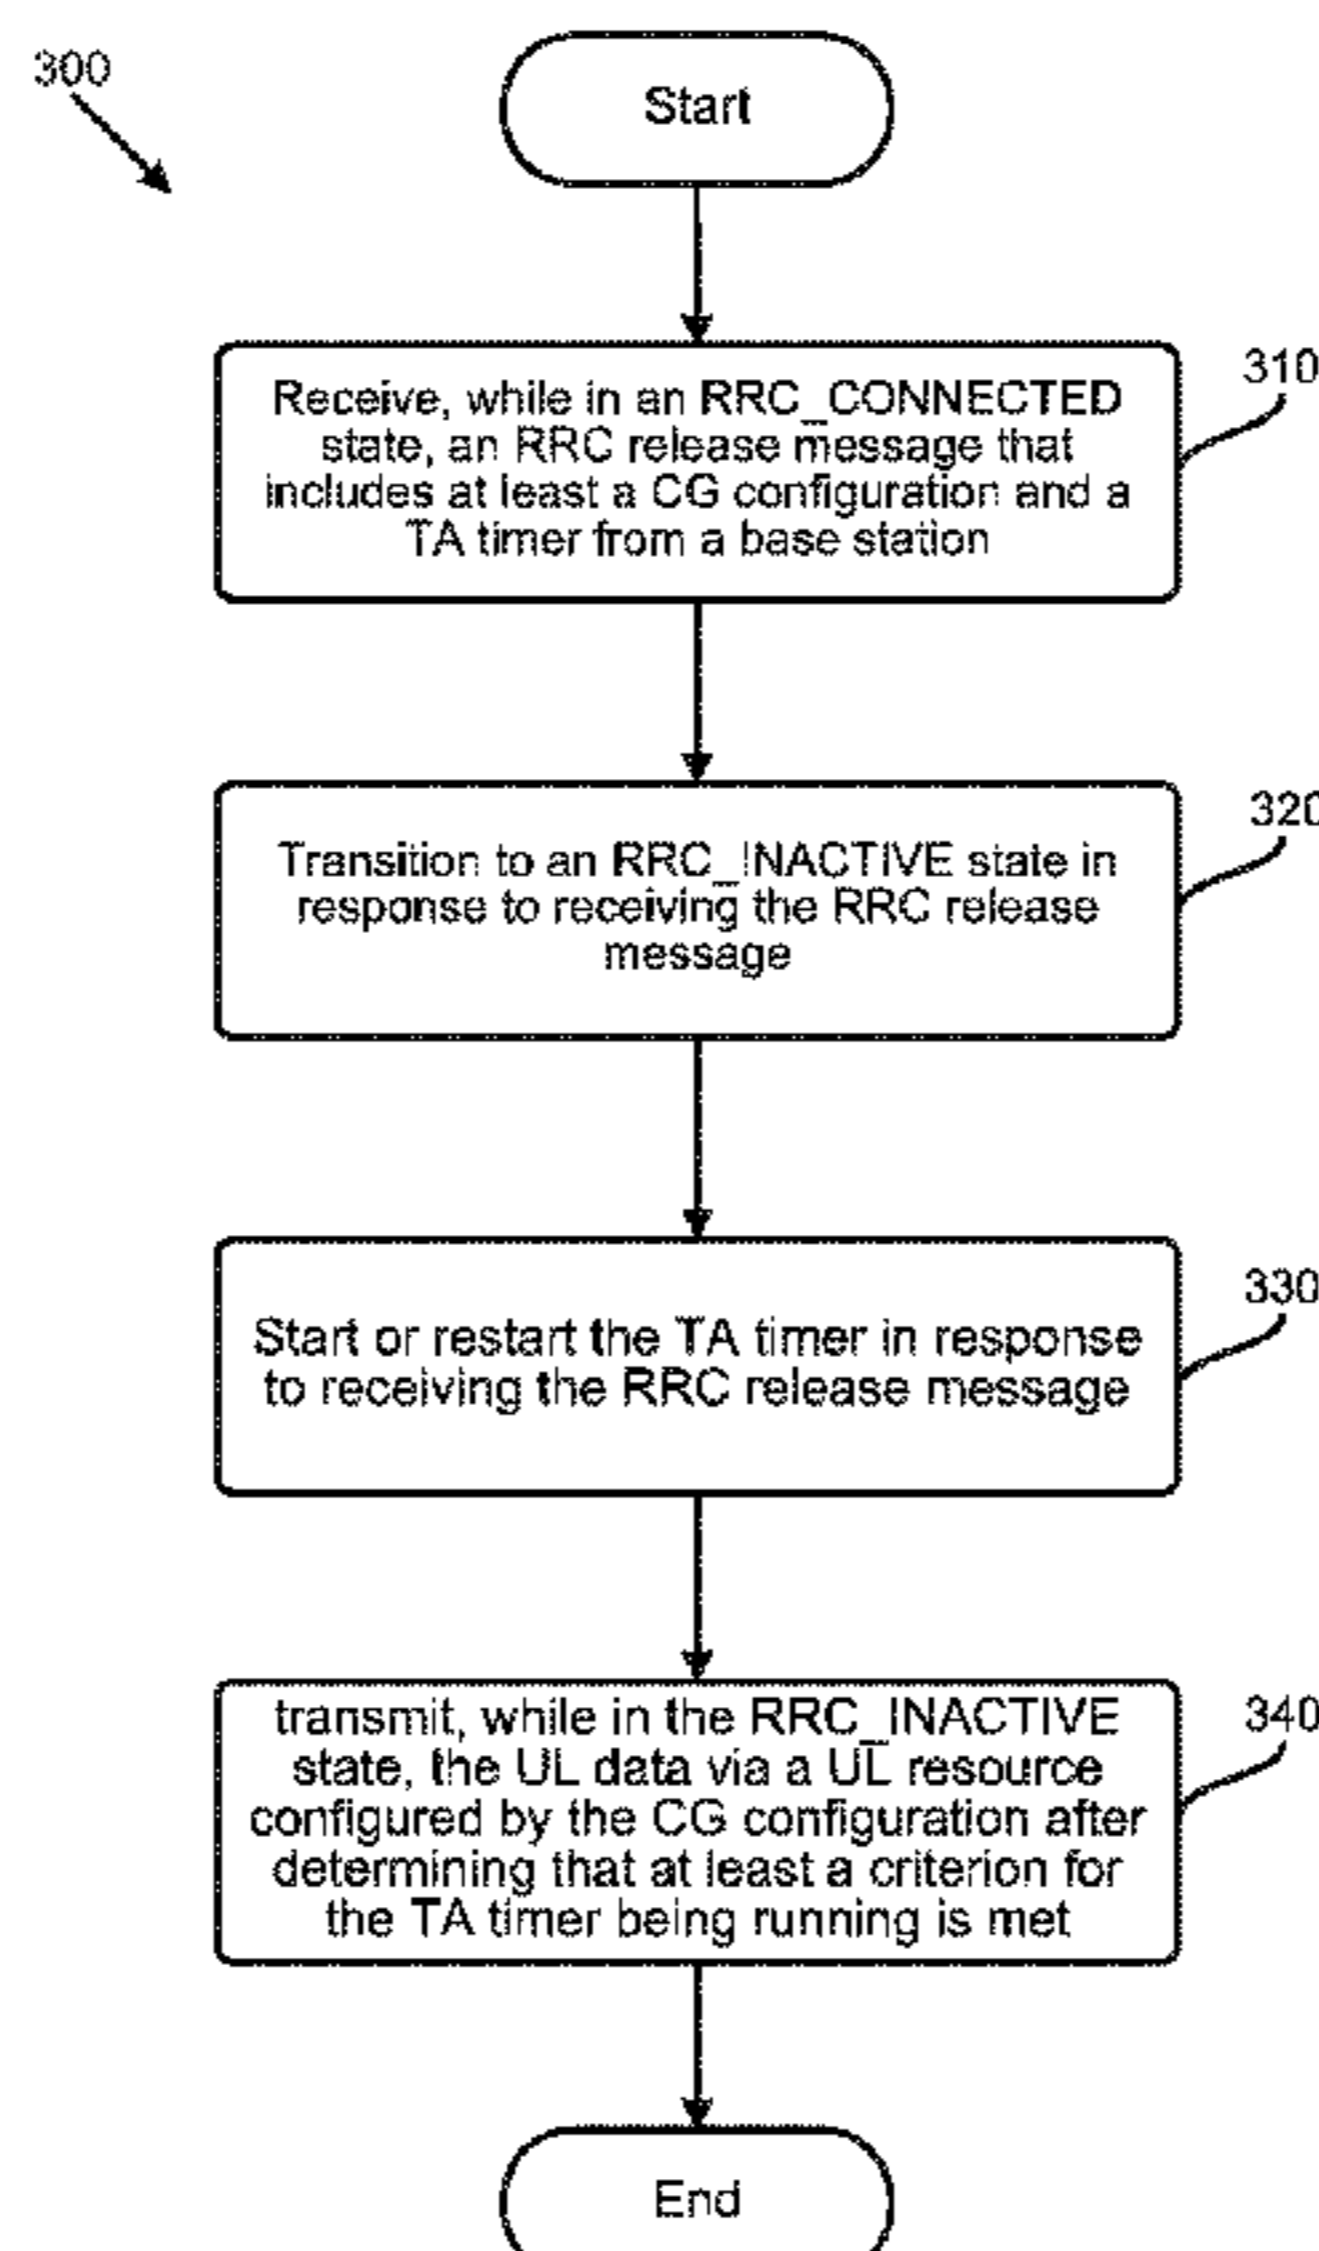 300
Start
310
Receive, while in an RRC_CONNECTED
state, an RRC release message that
includes at least a CG configuration and a
TA timer from a base station
320
Transition to an RRC_INACTIVE state in
response to receiving the RRC release
message
330
Start or restart the TA timer in response
to receiving the RRC release message
340
transmit, while in the RRC_INACTIVE
state, the UL data via a UL resource
configured by the CG configuration after
determining that at least a criterion for
the TA timer being running is met
End